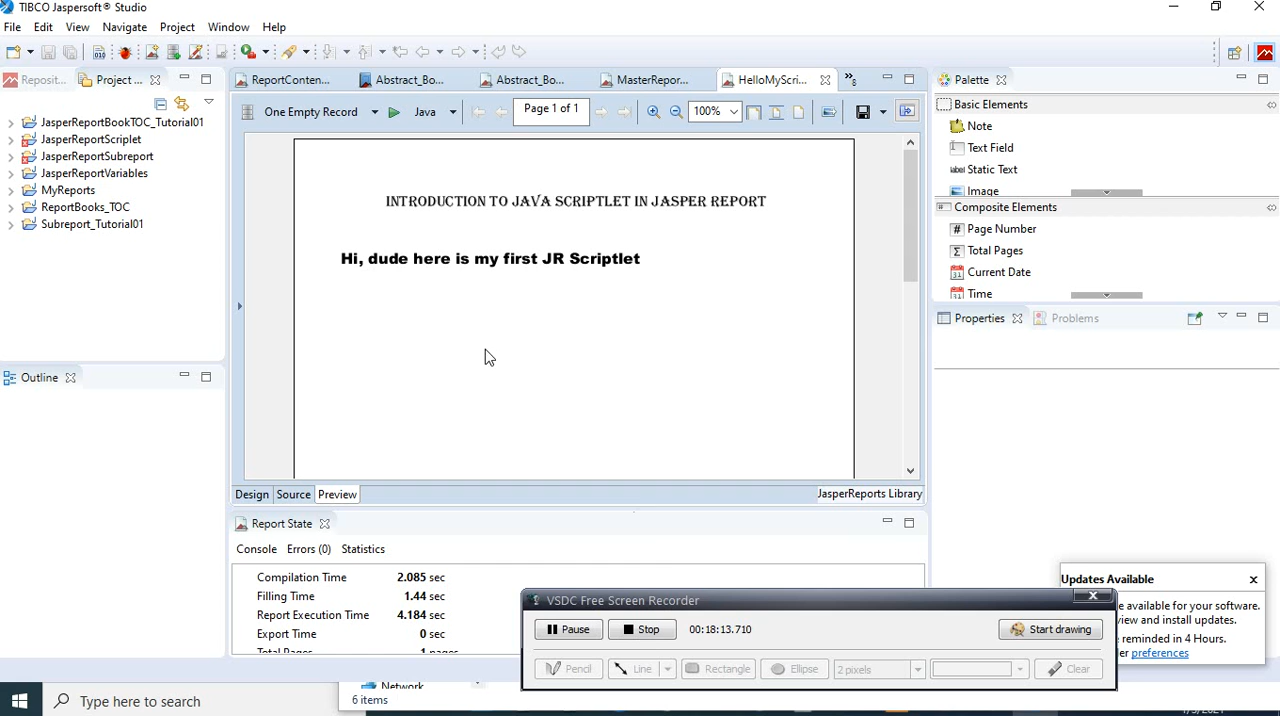 TIBCO Jaspersoft® Studio
File Edit View Navigate Project Window Help
Reposit... Project ...
ReportConten... Abstract_Bo... Abstract_Bo... MasterRepor... HelloMyScri...
Palette
One Empty Record Java Page 1 of 1 100%
JasperReportBookTOC_Tutorial01
JasperReportScriplet
JasperReportSubreport
JasperReportVariables
MyReports
ReportBooks_TOC
Subreport_Tutorial01
INTRODUCTION TO JAVA SCRIPTLET IN JASPER REPORT
Hi, dude here is my first JR Scriptlet
Basic Elements
Note
Text Field
label Static Text
Image
Composite Elements
# Page Number
Total Pages
Current Date
Time
Properties Problems
Outline
Design Source Preview JasperReports Library
Report State
Console Errors (0) Statistics
Compilation Time 2.085 sec
Filling Time 1.44 sec
Report Execution Time 4.184 sec
Export Time 0 sec
Total Pages 1 pages
Updates Available
e available for your software.
view and install updates.
e reminded in 4 Hours.
er preferences
VSDC Free Screen Recorder
Pause Stop 00:18:13.710 Start drawing
Pencil Line Rectangle Ellipse 2 pixels Clear
Type here to search
Network
6 items